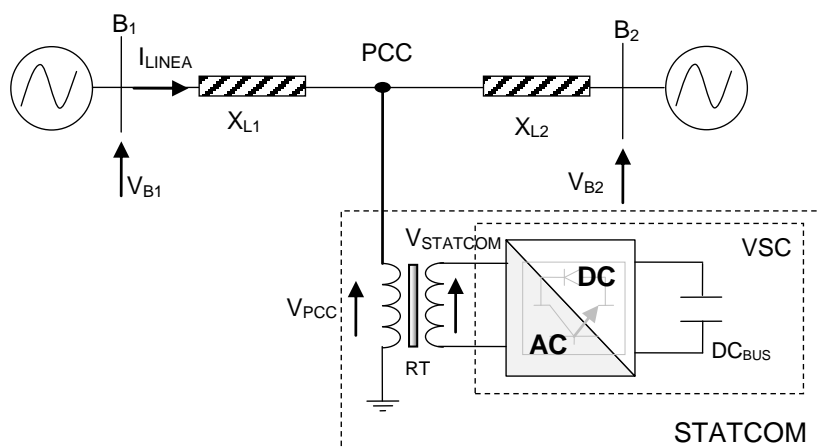 B1
ILINEA
PCC
B2
XL1
XL2
VB1
VB2
VSTATCOM
VSC
DC
VPCC
AC
DCBUS
RT
STATCOM